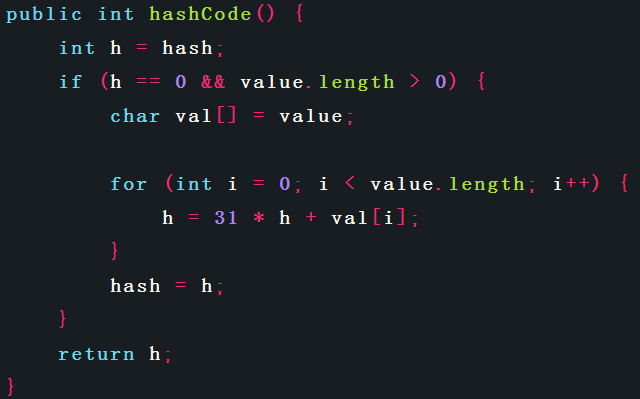 public int hashCode() {
    int h = hash;
    if (h == 0 && value.length > 0) {
        char val[] = value;

        for (int i = 0; i < value.length; i++) {
            h = 31 * h + val[i];
        }
        hash = h;
    }
    return h;
}